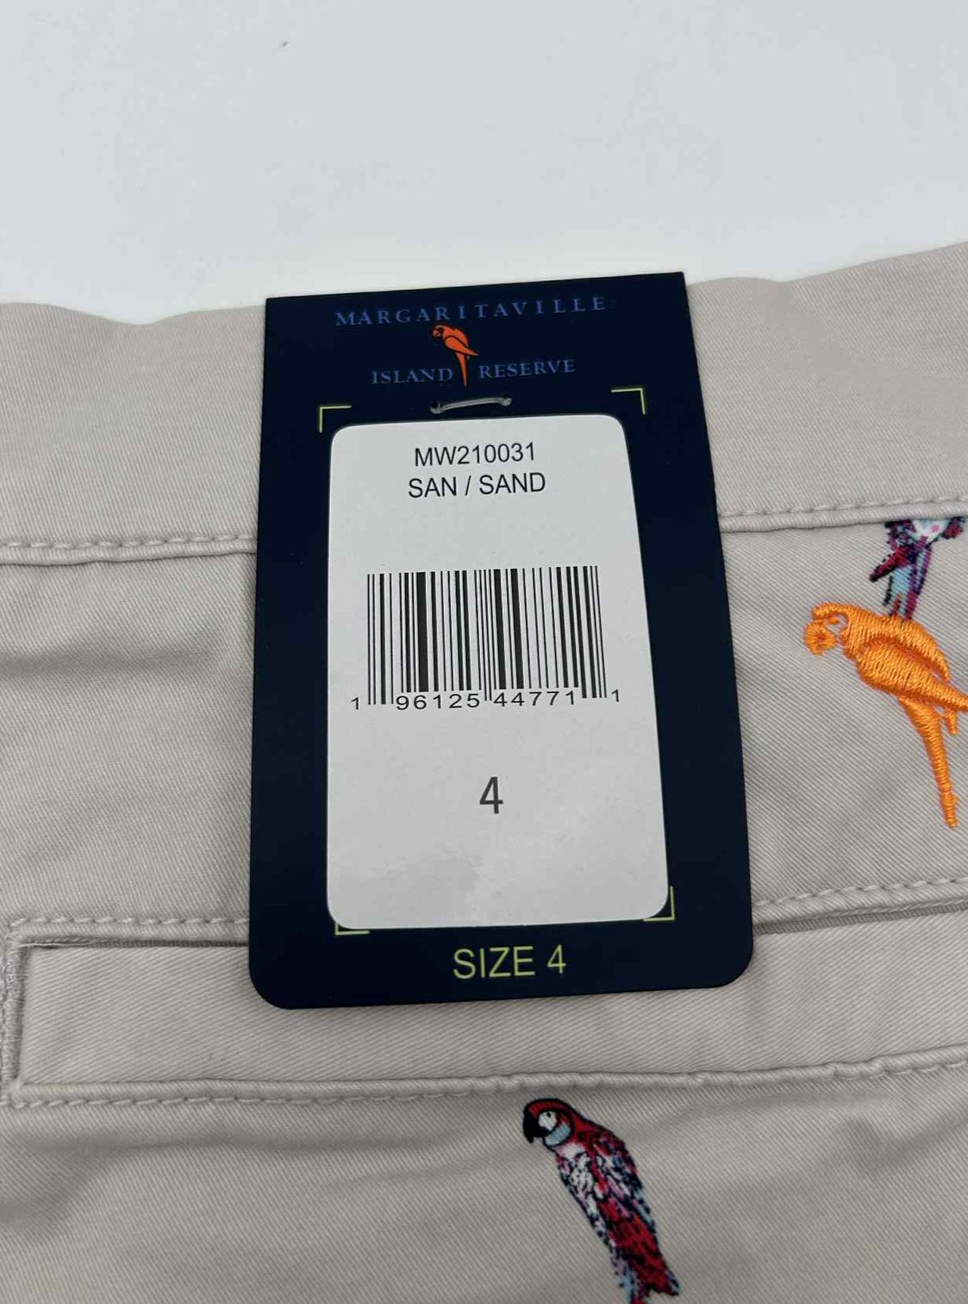 MARGARITAVILLE
ISLAND RESERVE
MW210031
SAN / SAND
1 96125 44771 1
4
SIZE 4